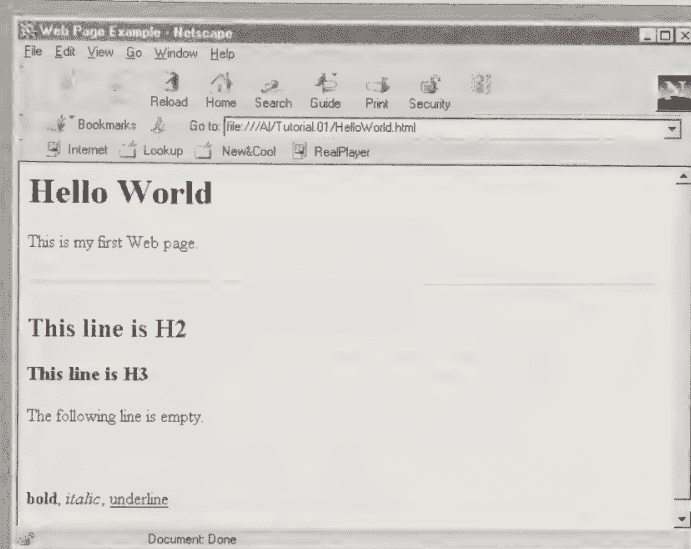 Web Page Example - Netscape
File Edit View Go Window Help
Reload Home Search Guide Print Security
Bookmarks Go to: file:///A|/Tutorial.01/HelloWorld.html
Internet Lookup New&Cool RealPlayer
Hello World
This is my first Web page.
This line is H2
This line is H3
The following line is empty.
bold, italic, underline
Document: Done